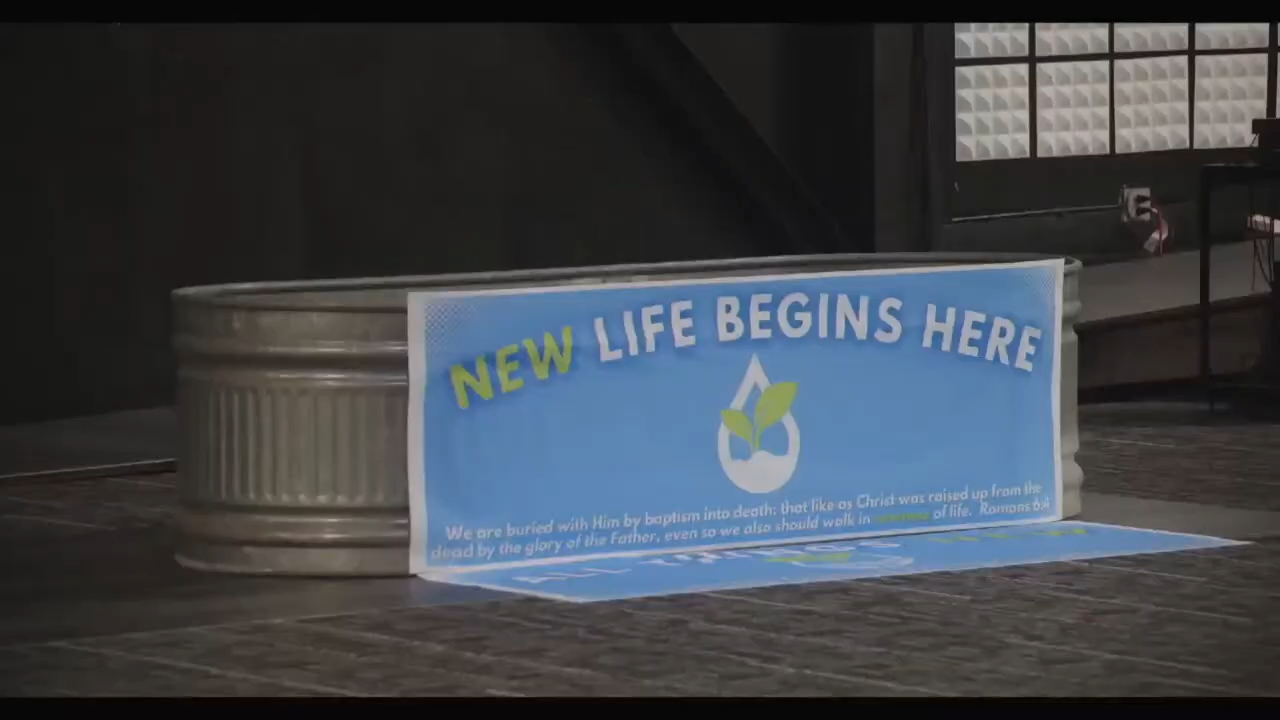 NEW LIFE BEGINS HERE
We are buried with Him by baptism into death: that like as Christ was raised up from the
dead by the glory of the Father, even so we also should walk in newness of life. Romans 6:4
ALL THINGS